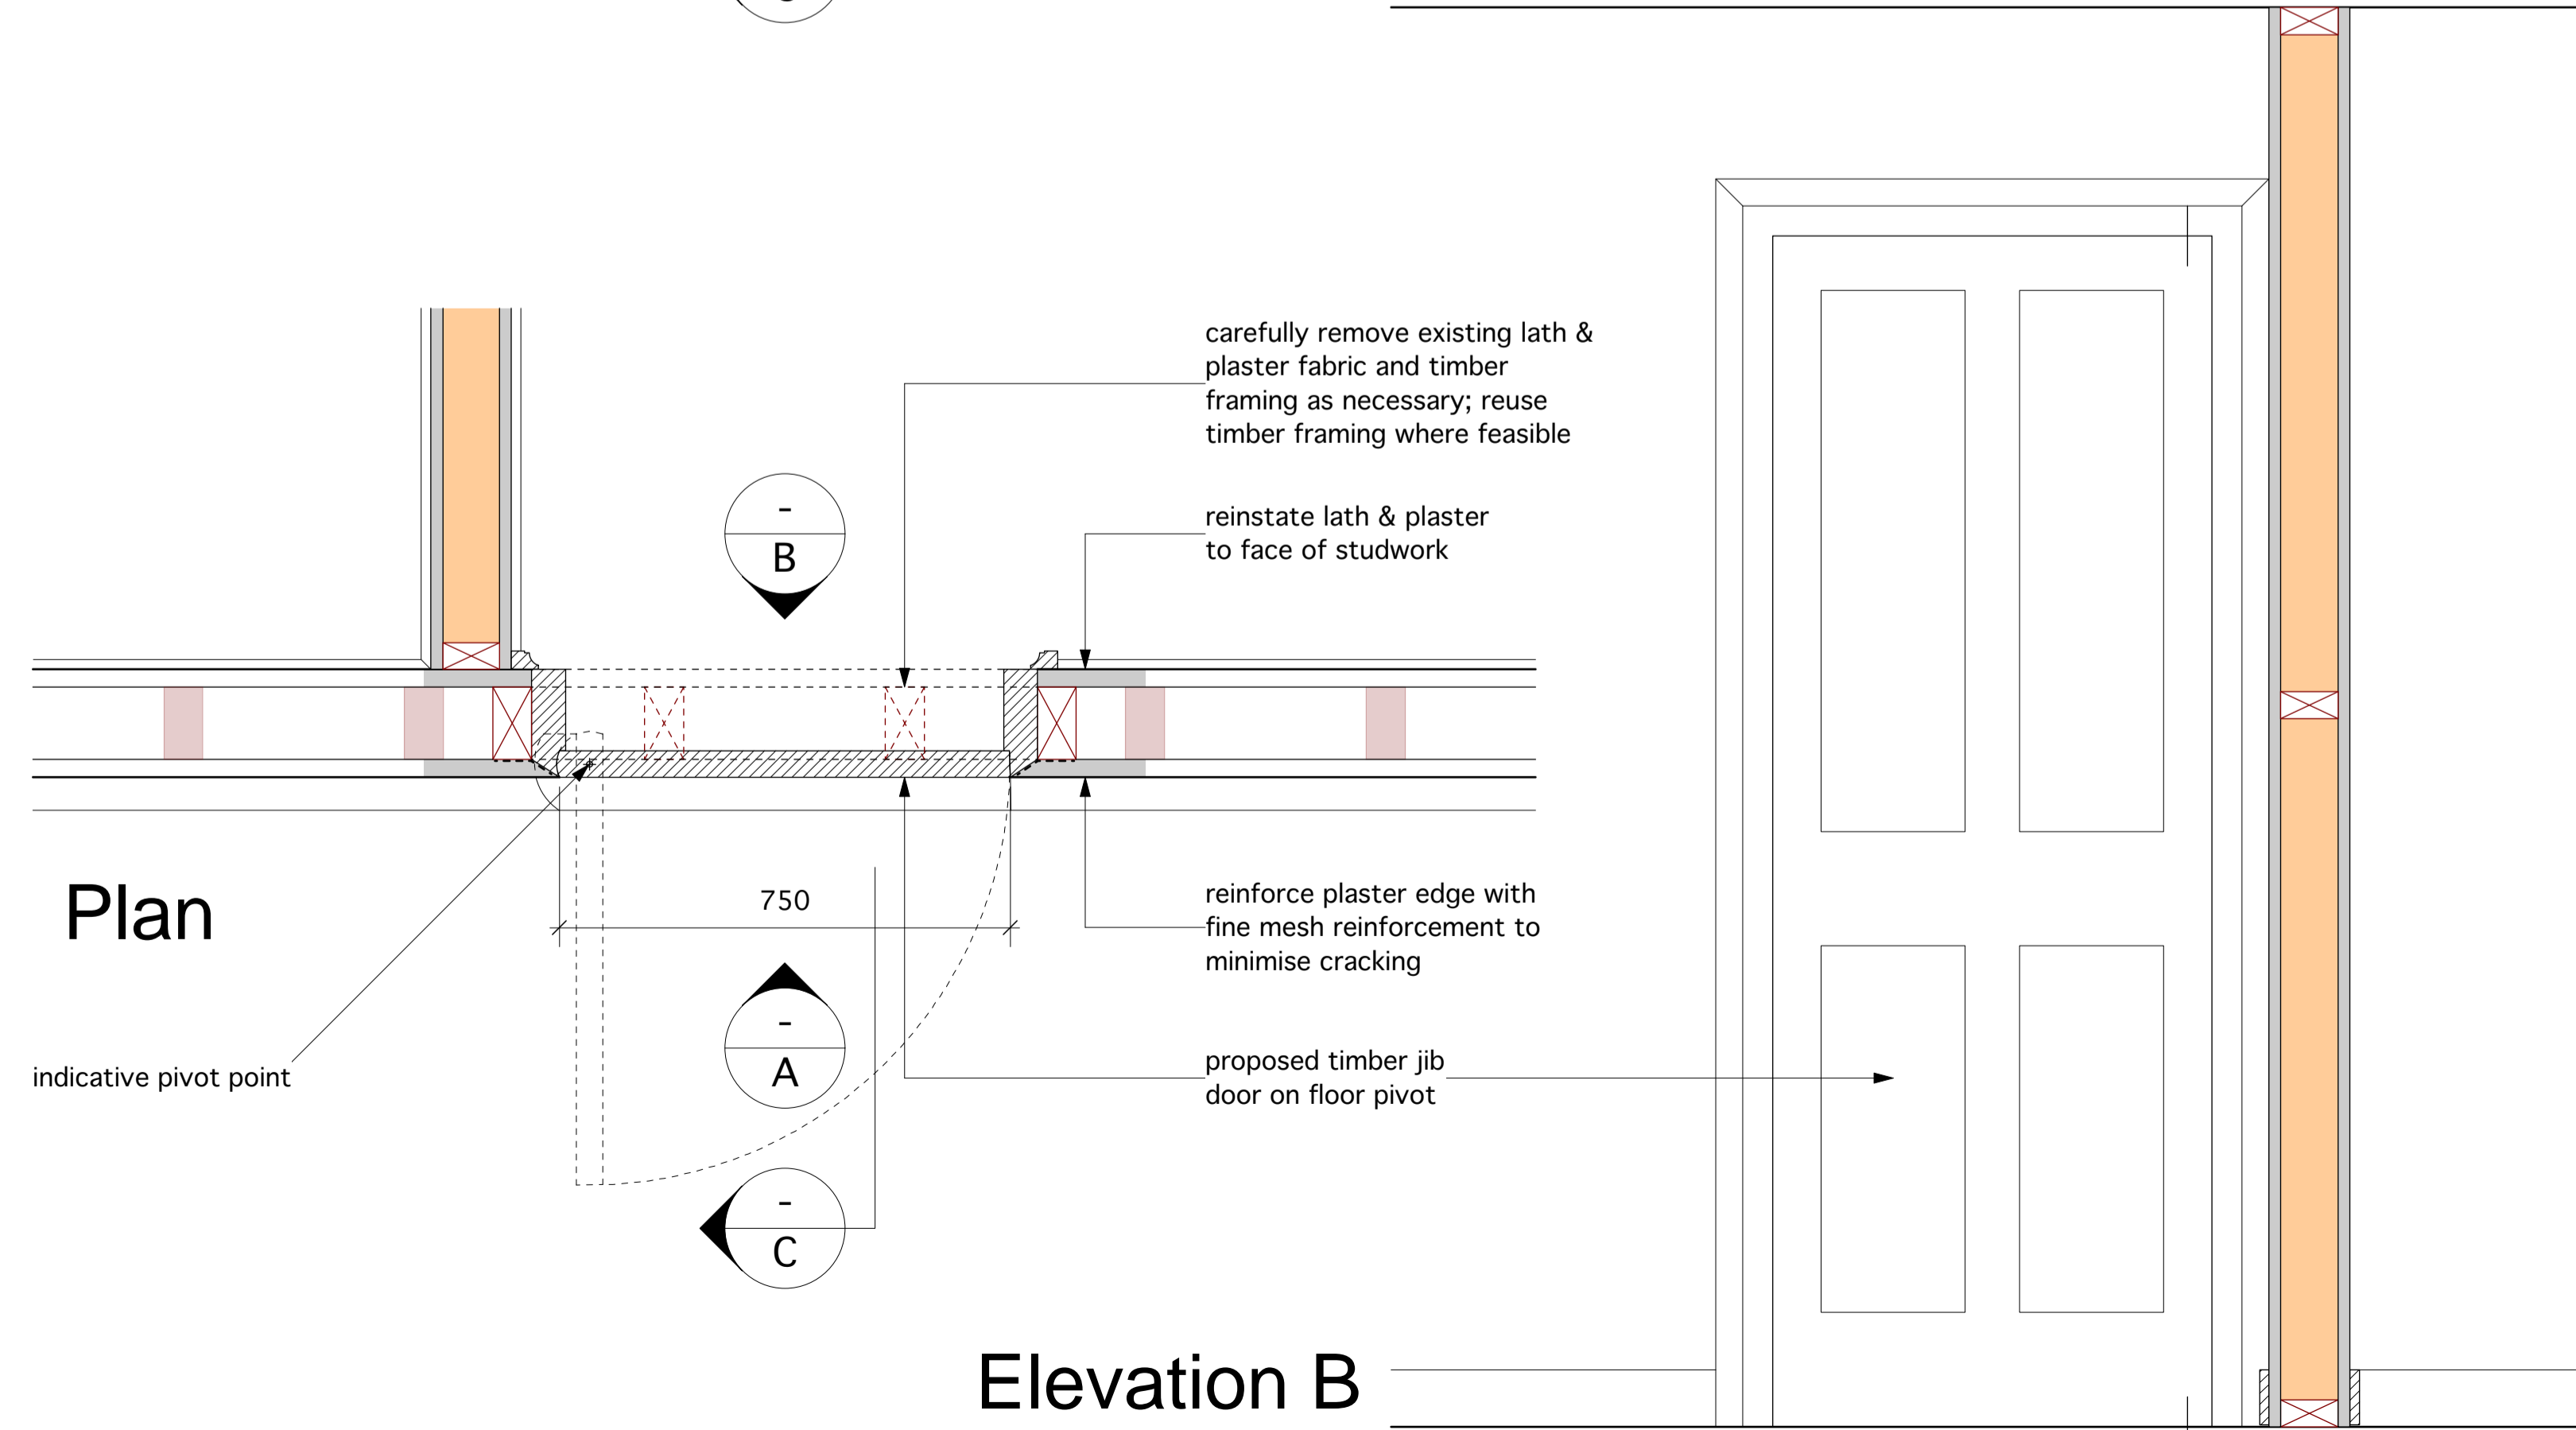 carefully remove existing lath &
plaster fabric and timber
framing as necessary; reuse
timber framing where feasible
-
B
reinstate lath & plaster
to face of studwork
750
Plan
reinforce plaster edge with
fine mesh reinforcement to
minimise cracking
-
A
indicative pivot point
proposed timber jib
door on floor pivot
-
C
Elevation B